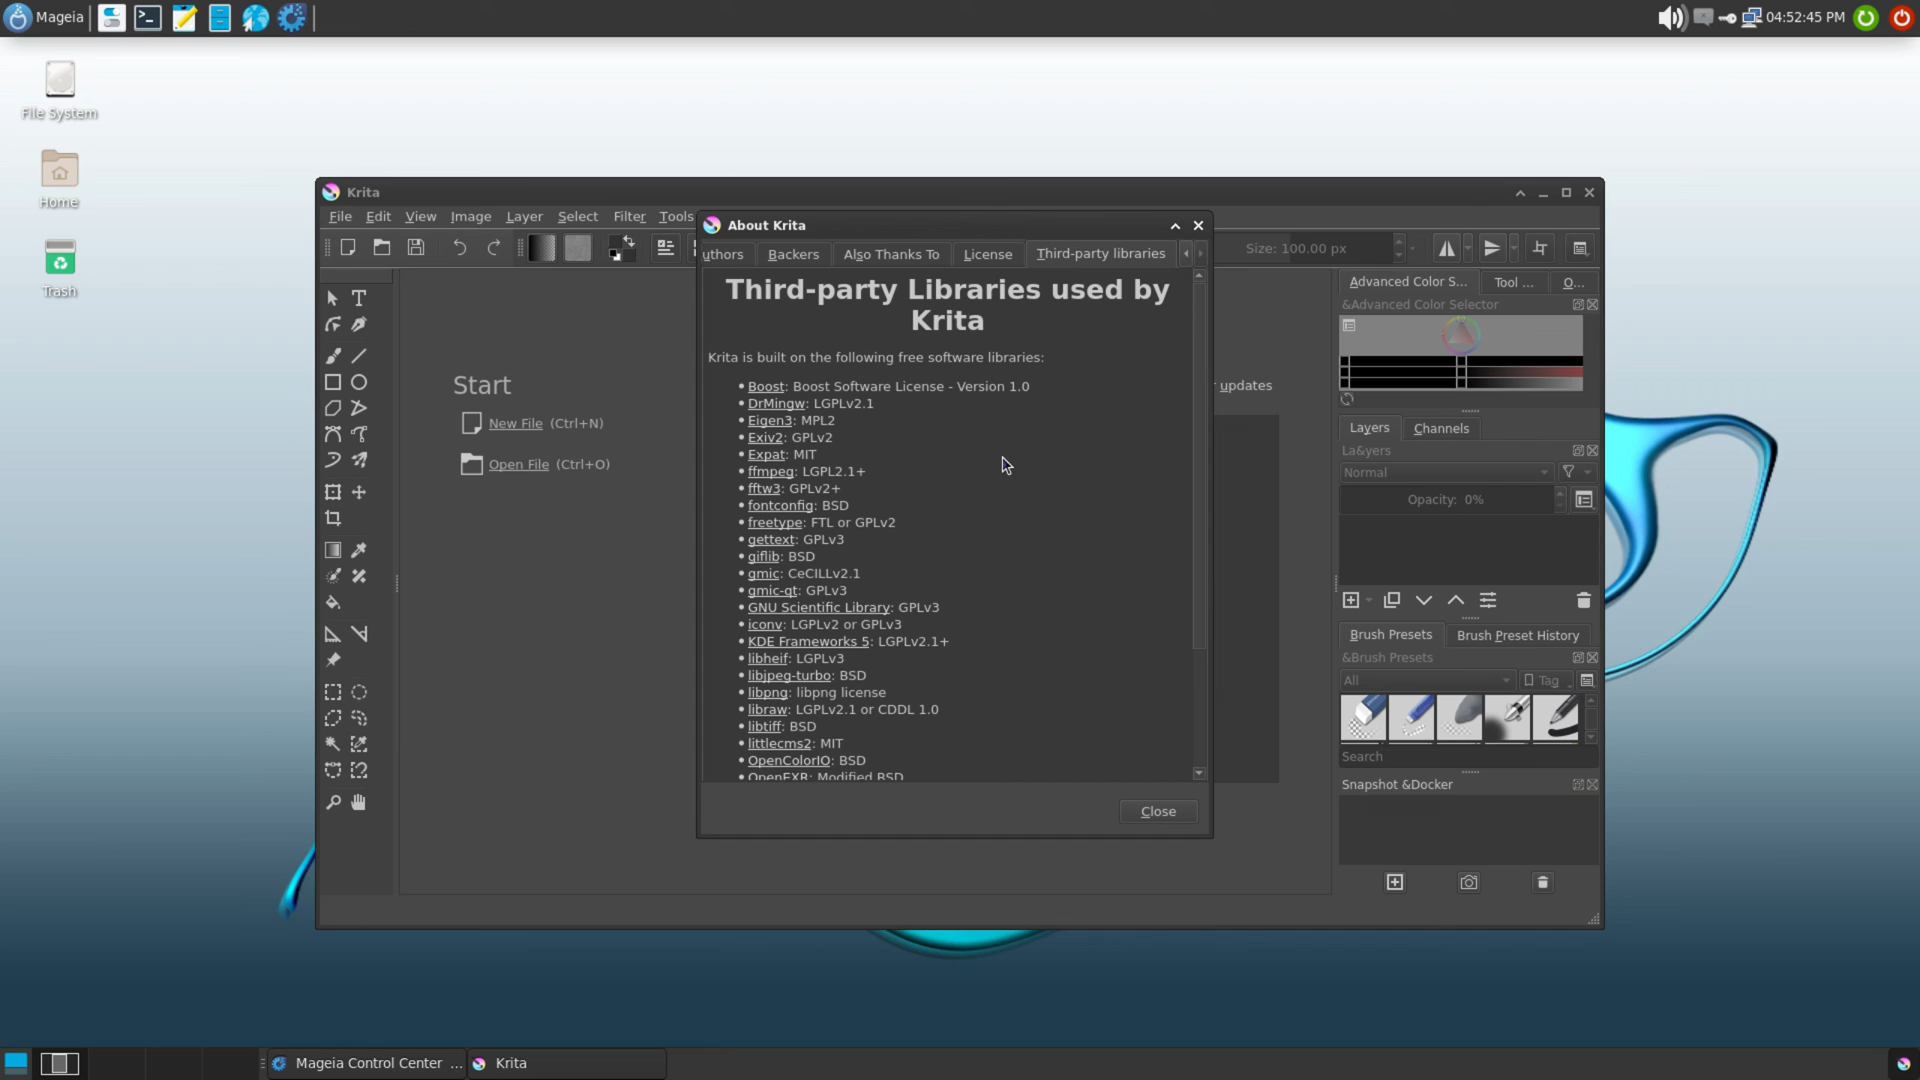 Mageia
04:52:45 PM
File System
Home
Trash
Krita
File Edit View Image Layer Select Filter Tools
Size: 100.00 px
Start
New File (Ctrl+N)
Open File (Ctrl+O)
updates
About Krita
uthors Backers Also Thanks To License Third-party libraries
Third-party Libraries used by
Krita
Krita is built on the following free software libraries:
• Boost: Boost Software License - Version 1.0
• DrMingw: LGPLv2.1
• Eigen3: MPL2
• Exiv2: GPLv2
• Expat: MIT
• ffmpeg: LGPL2.1+
• fftw3: GPLv2+
• fontconfig: BSD
• freetype: FTL or GPLv2
• gettext: GPLv3
• giflib: BSD
• gmic: CeCILLv2.1
• gmic-qt: GPLv3
• GNU Scientific Library: GPLv3
• iconv: LGPLv2 or GPLv3
• KDE Frameworks 5: LGPLv2.1+
• libheif: LGPLv3
• libjpeg-turbo: BSD
• libpng: libpng license
• libraw: LGPLv2.1 or CDDL 1.0
• libtiff: BSD
• littlecms2: MIT
• OpenColorIO: BSD
• OpenEXR: Modified BSD
Close
Advanced Color S... Tool ... O...
&Advanced Color Selector
Layers Channels
La&yers
Normal
Opacity: 0%
Brush Presets Brush Preset History
&Brush Presets
All Tag
Search
Snapshot &Docker
Mageia Control Center ...
Krita